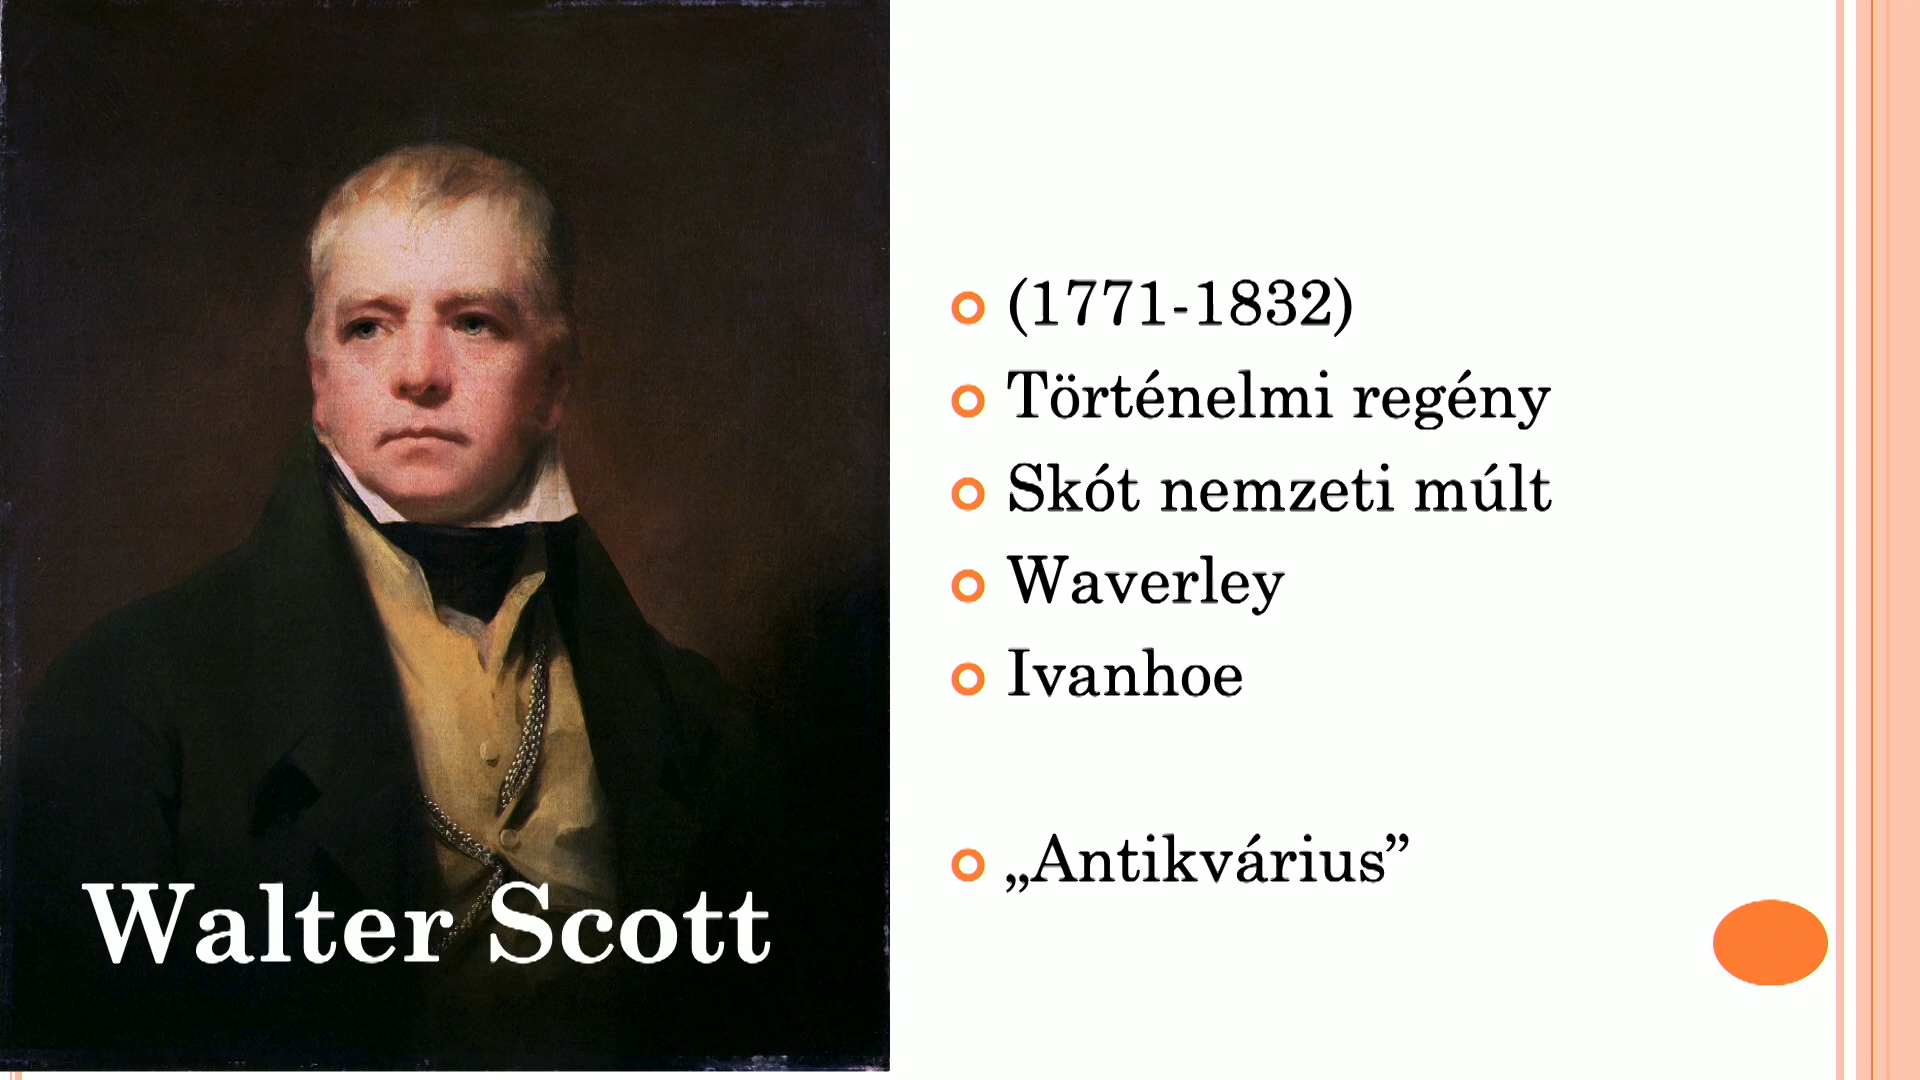 Walter Scott
(1771-1832)
Történelmi regény
Skót nemzeti múlt
Waverley
Ivanhoe
„Antikvárius”